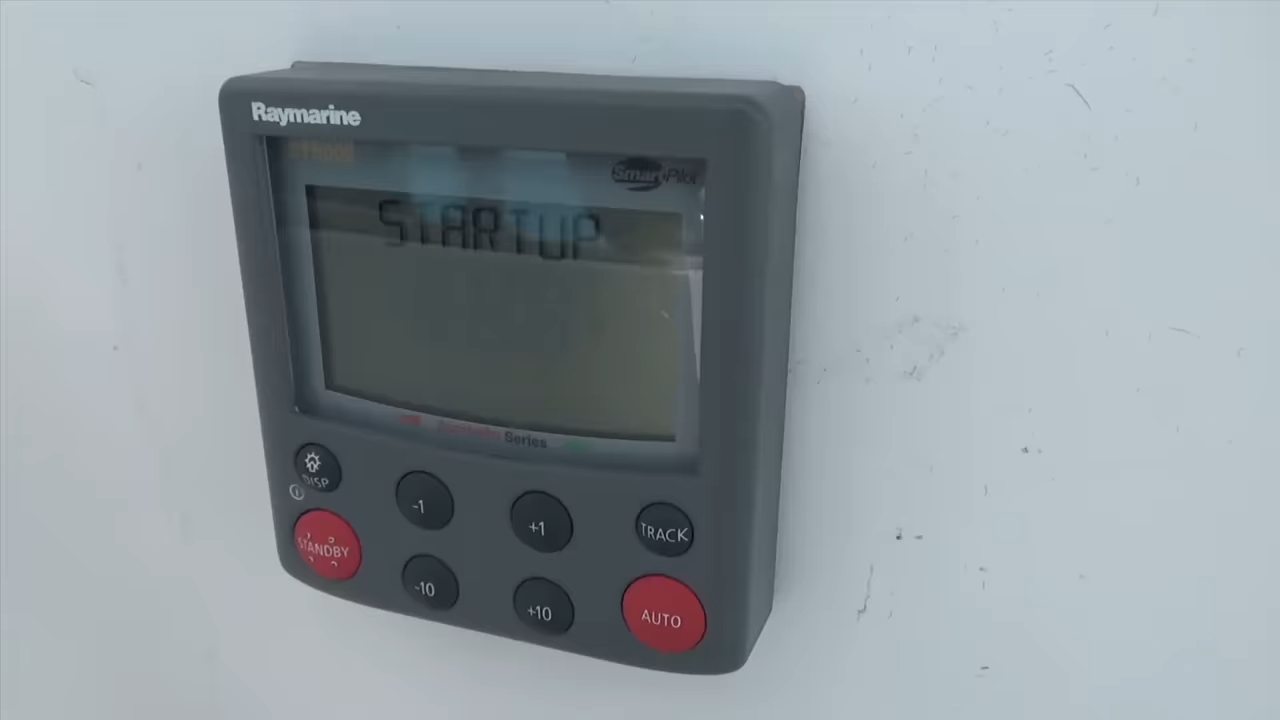 Raymarine
SmartPilot
STARTUP
Series
DISP
-1
+1
TRACK
STANDBY
-10
+10
AUTO